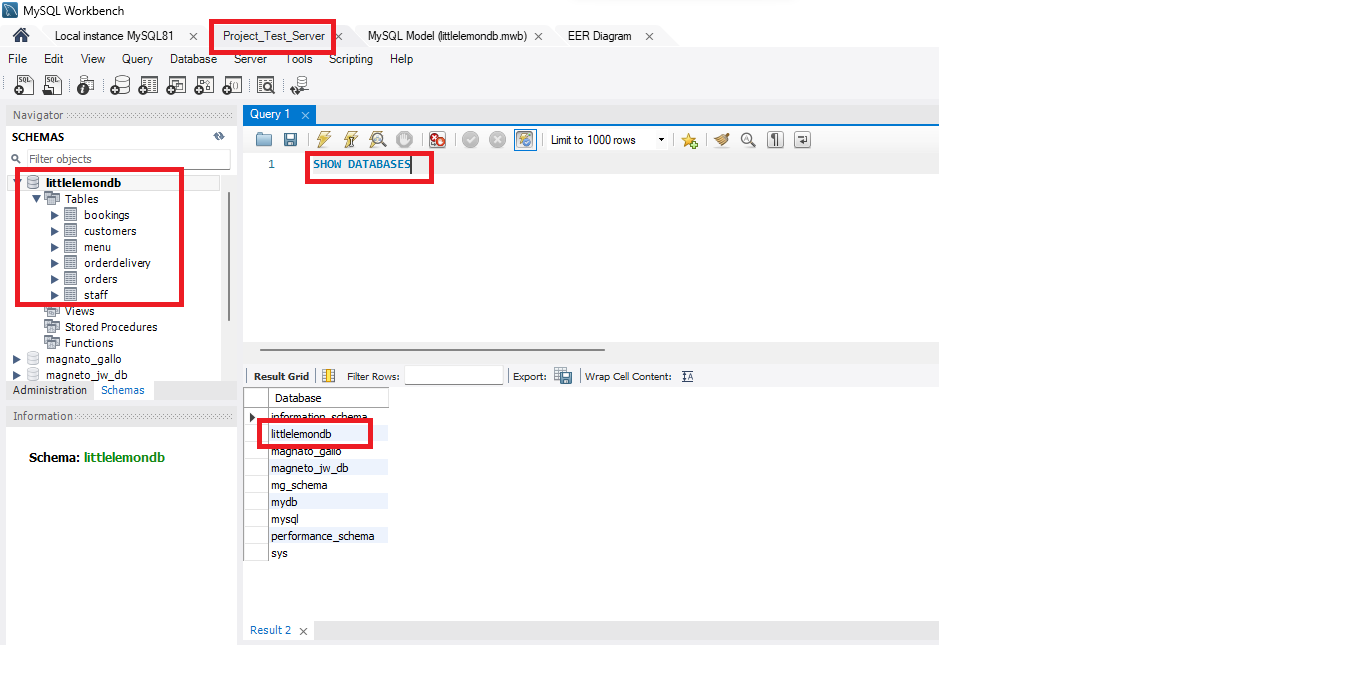 MySQL Workbench
Local instance MySQL81 Project_Test_Server MySQL Model (littlelemondb.mwb) EER Diagram
File Edit View Query Database Server Tools Scripting Help
Navigator
Query 1
SCHEMAS
Limit to 1000 rows
Filter objects
1 SHOW DATABASES
littlelemondb
Tables
bookings
customers
menu
orderdelivery
orders
staff
Views
Stored Procedures
Functions
magnato_gallo
magneto_jw_db
Administration Schemas
Result Grid Filter Rows: Export: Wrap Cell Content:
Information
Schema: littlelemondb
Database
information_schema
littlelemondb
magnato_gallo
magneto_jw_db
mg_schema
mydb
mysql
performance_schema
sys
Result 2